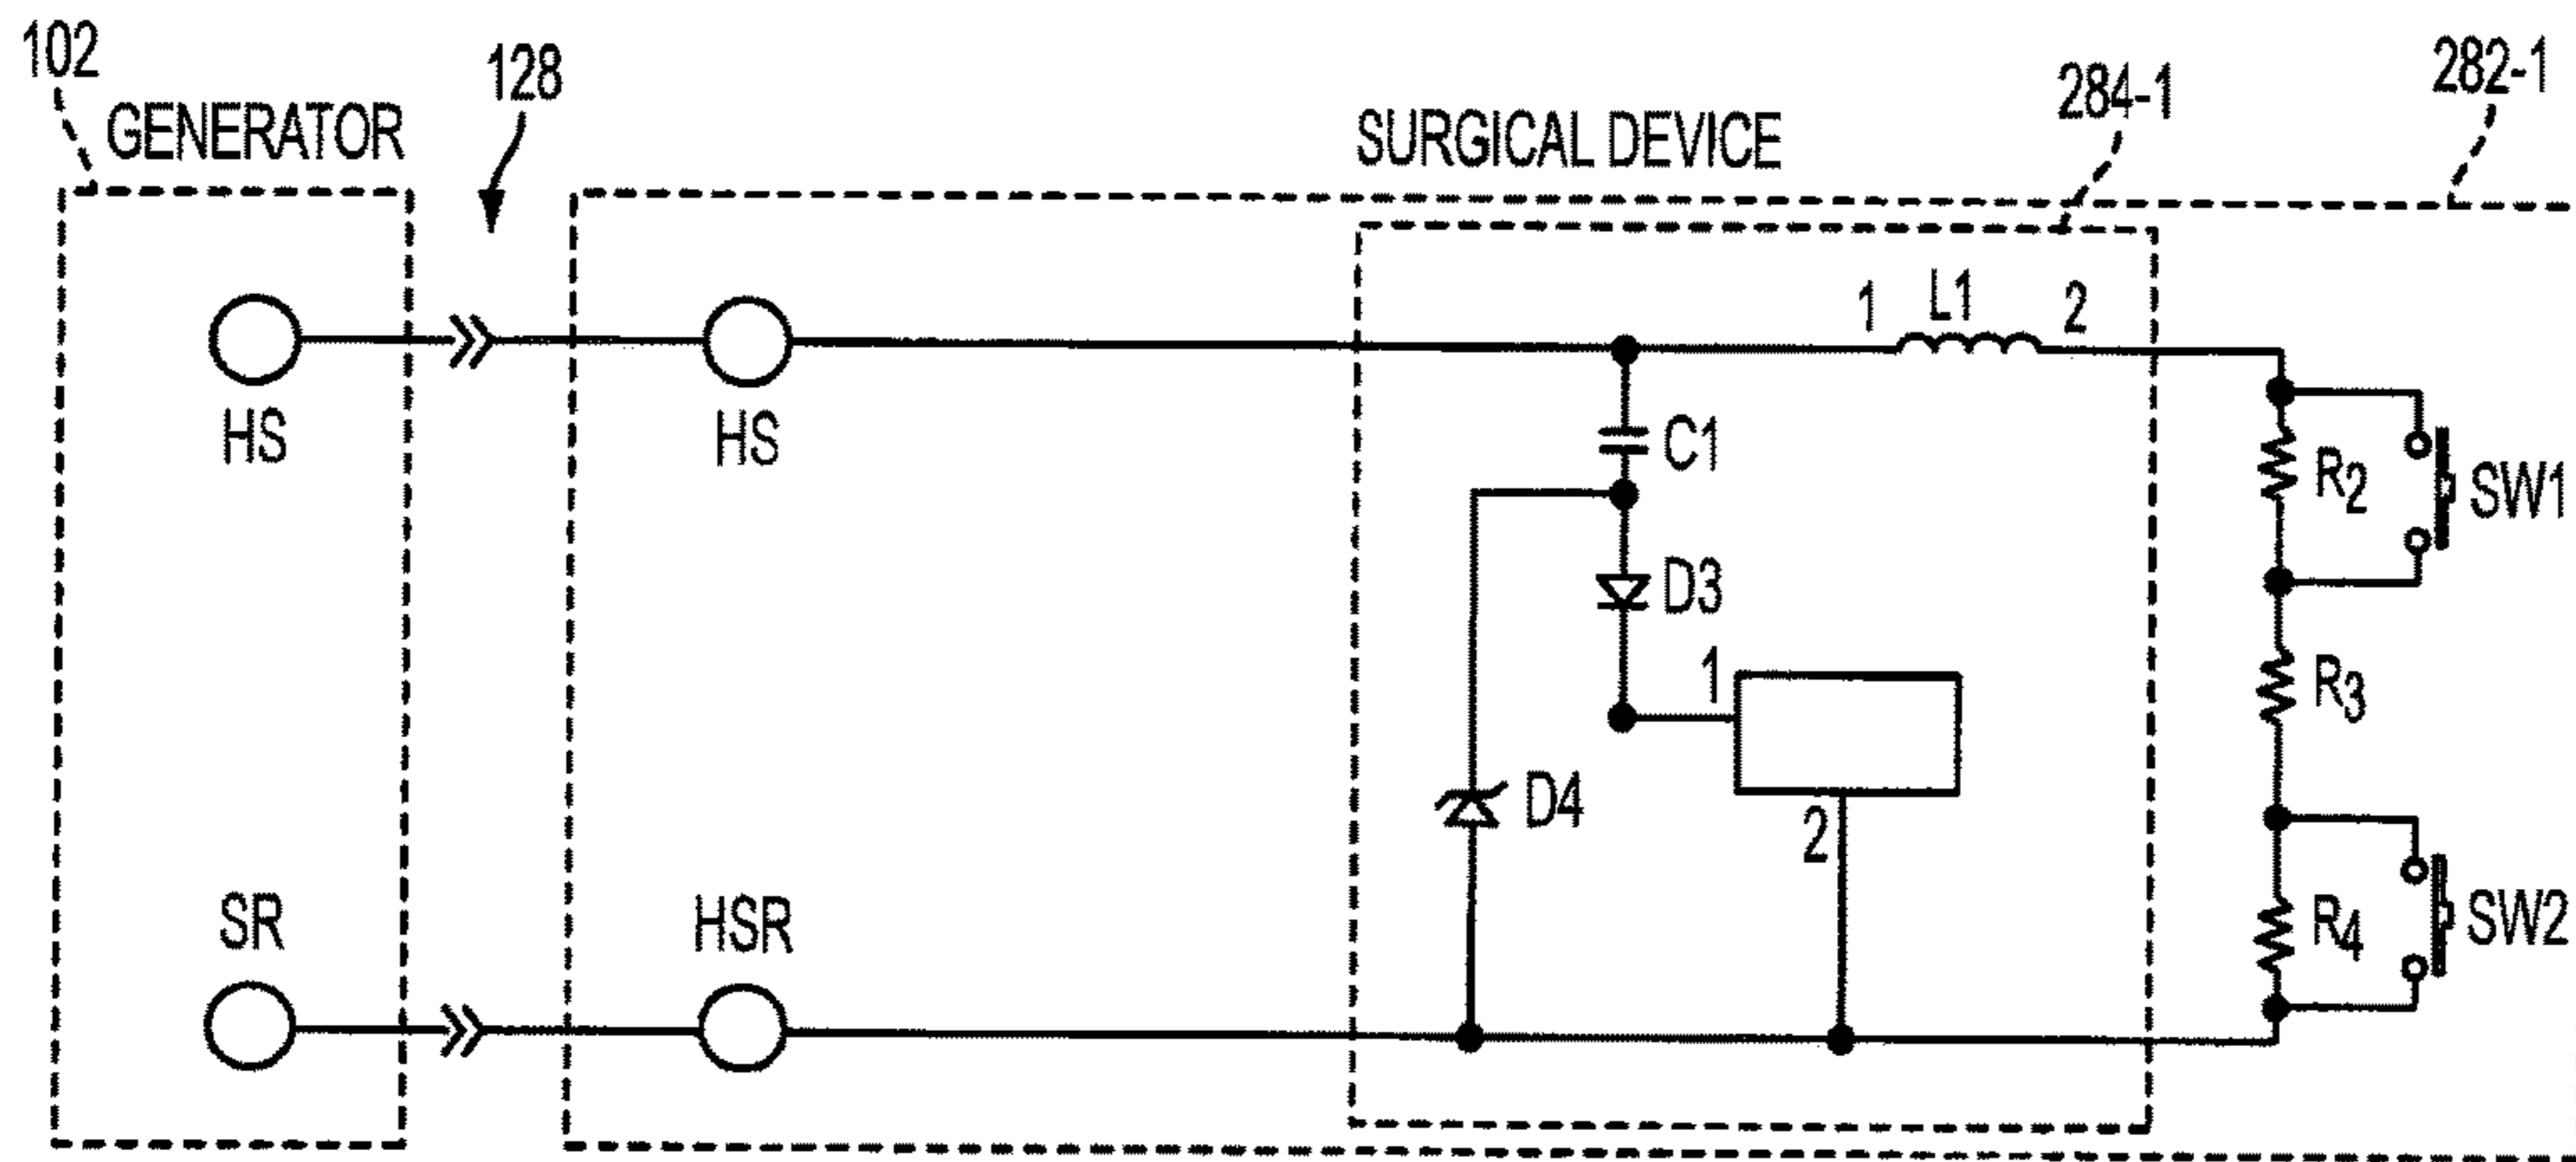 102
GENERATOR
128
SURGICAL DEVICE
284-1
282-1
HS
HS
1
L1
2
C1
R2
SW1
D3
1
R3
D4
2
SR
HSR
R4
SW2